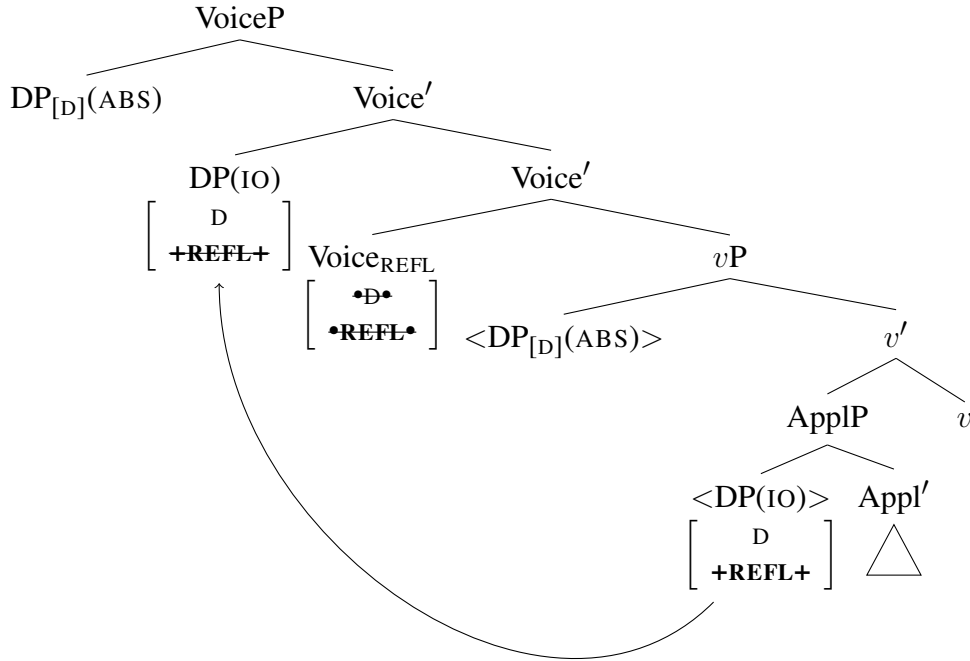 VoiceP
DP[D](ABS) Voice′
DP(IO) Voice′
D
+REFL+
VoiceREFL vP
•D•
•REFL•
<DP[D](ABS)> v′
ApplP v
<DP(IO)> Appl′
D
+REFL+